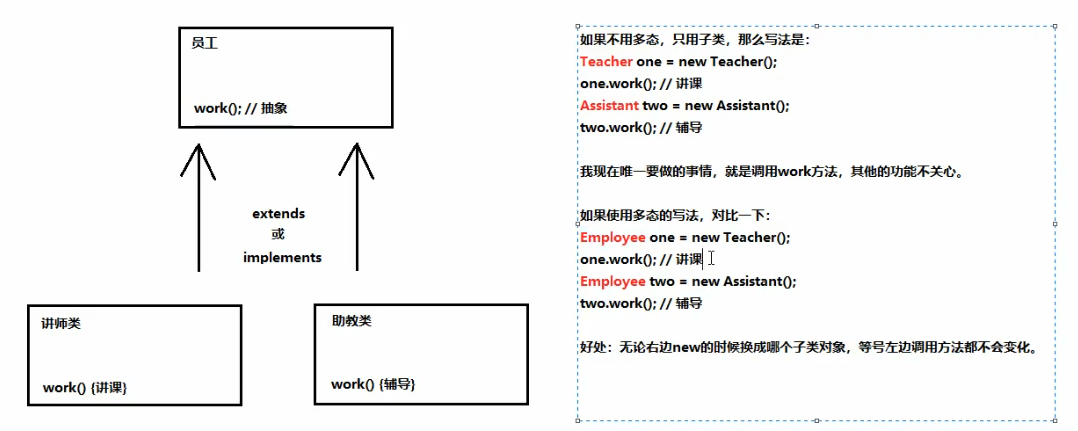 员工
work(); // 抽象
extends
或
implements
讲师类
work() {讲课}
助教类
work() {辅导}
如果不用多态，只用子类，那么写法是：
Teacher one = new Teacher();
one.work(); // 讲课
Assistant two = new Assistant();
two.work(); // 辅导
我现在唯一要做的事情，就是调用work方法，其他的功能不关心。
如果使用多态的写法，对比一下：
Employee one = new Teacher();
one.work(); // 讲课
Employee two = new Assistant();
two.work(); // 辅导
好处：无论右边new的时候换成哪个子类对象，等号左边调用方法都不会变化。